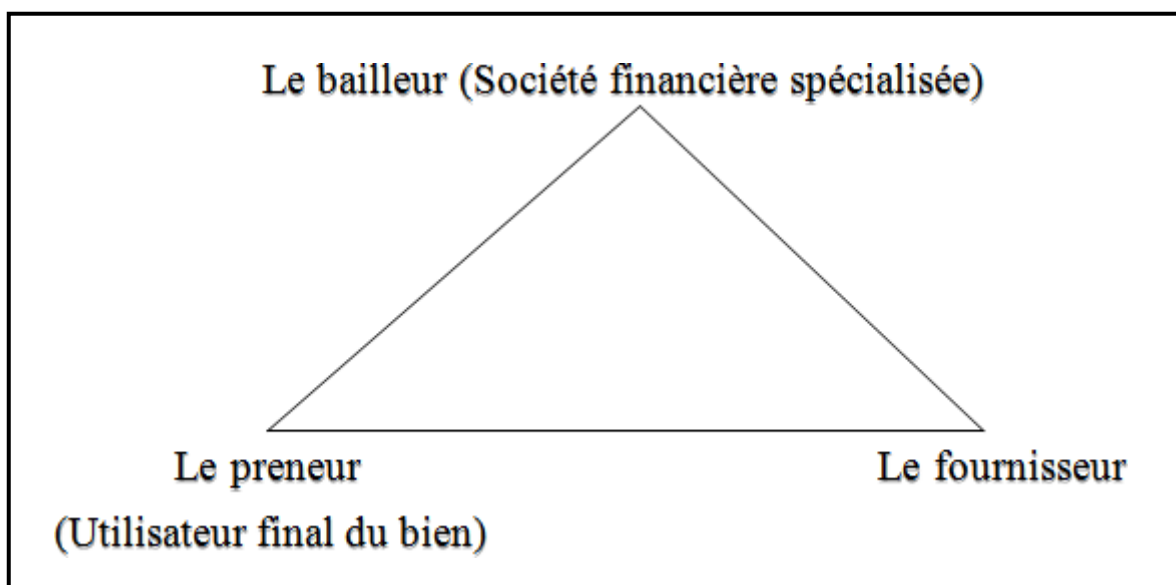 Le bailleur (Société financière spécialisée)
Le preneur
Le fournisseur
(Utilisateur final du bien)